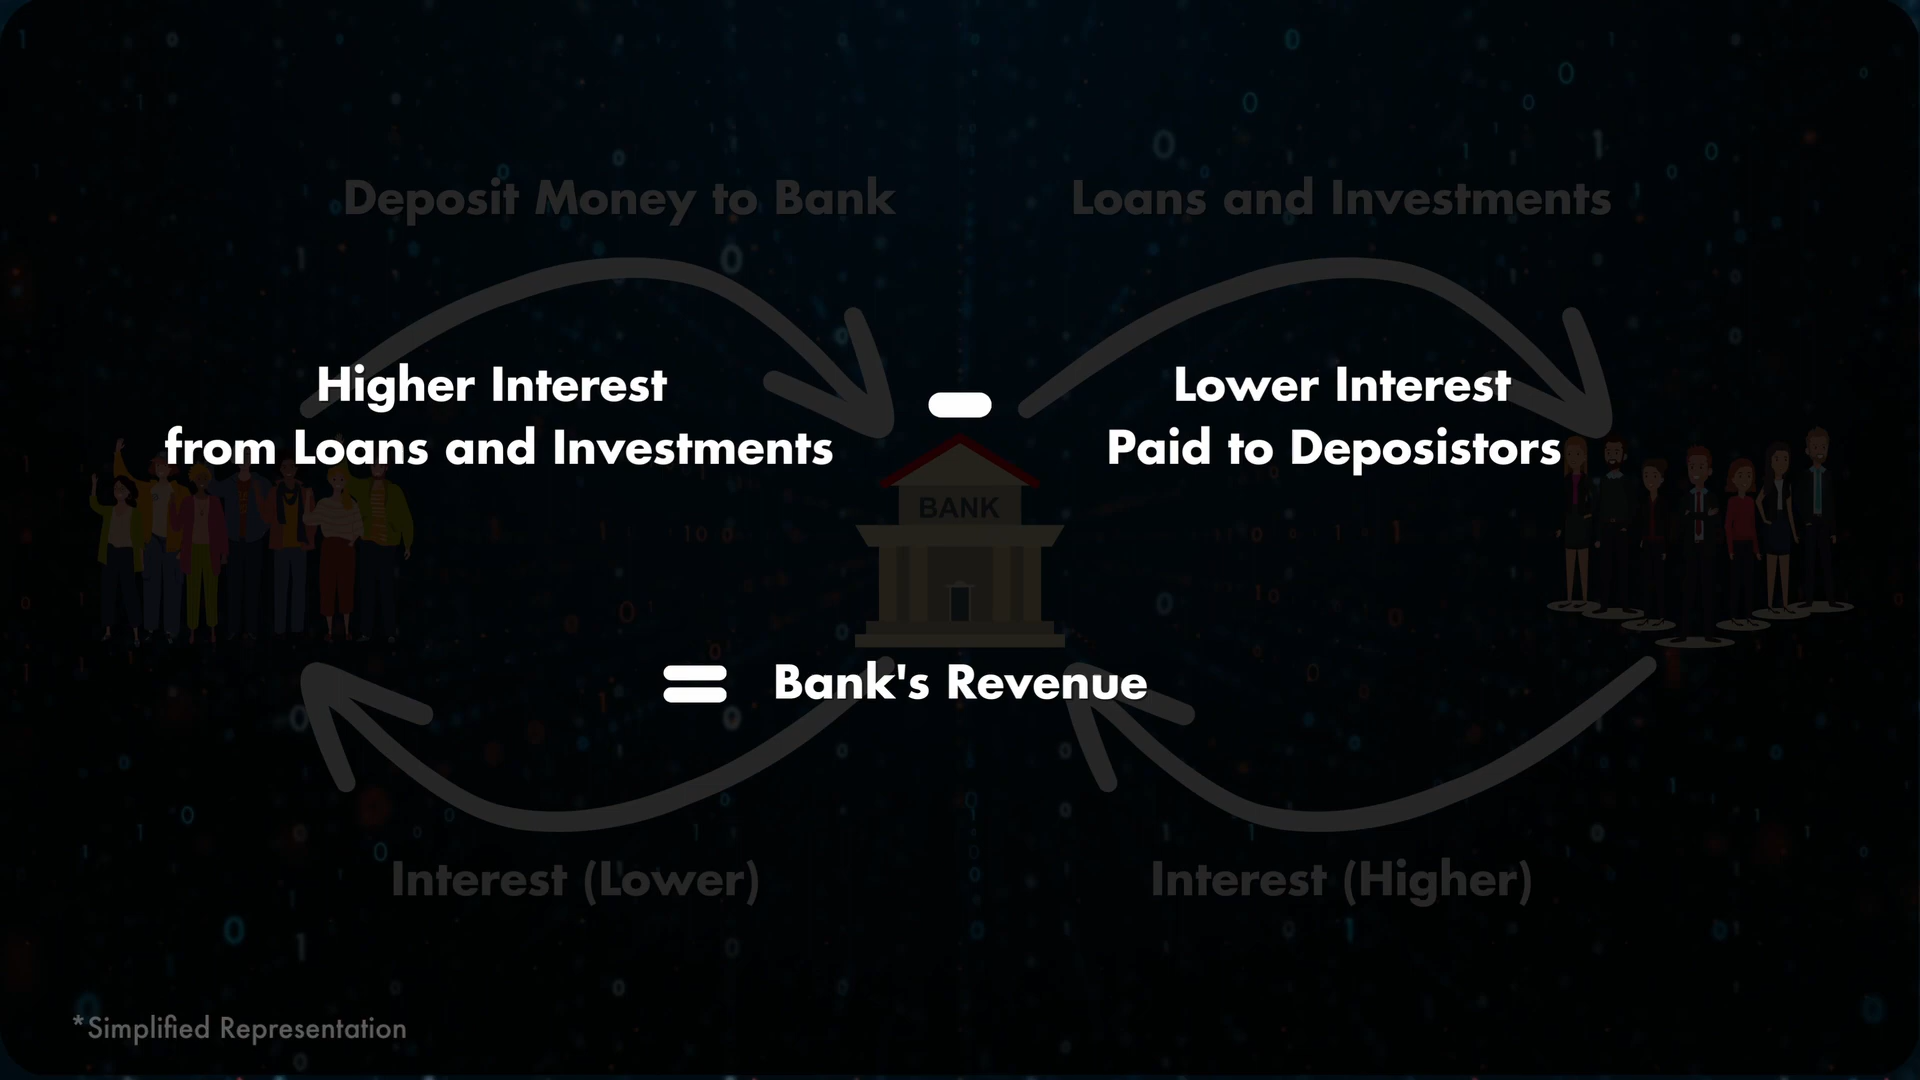 Deposit Money to Bank
Loans and Investments
Higher Interest
from Loans and Investments
-
Lower Interest
Paid to Deposistors
BANK
= Bank's Revenue
Interest (Lower)
Interest (Higher)
*Simplified Representation